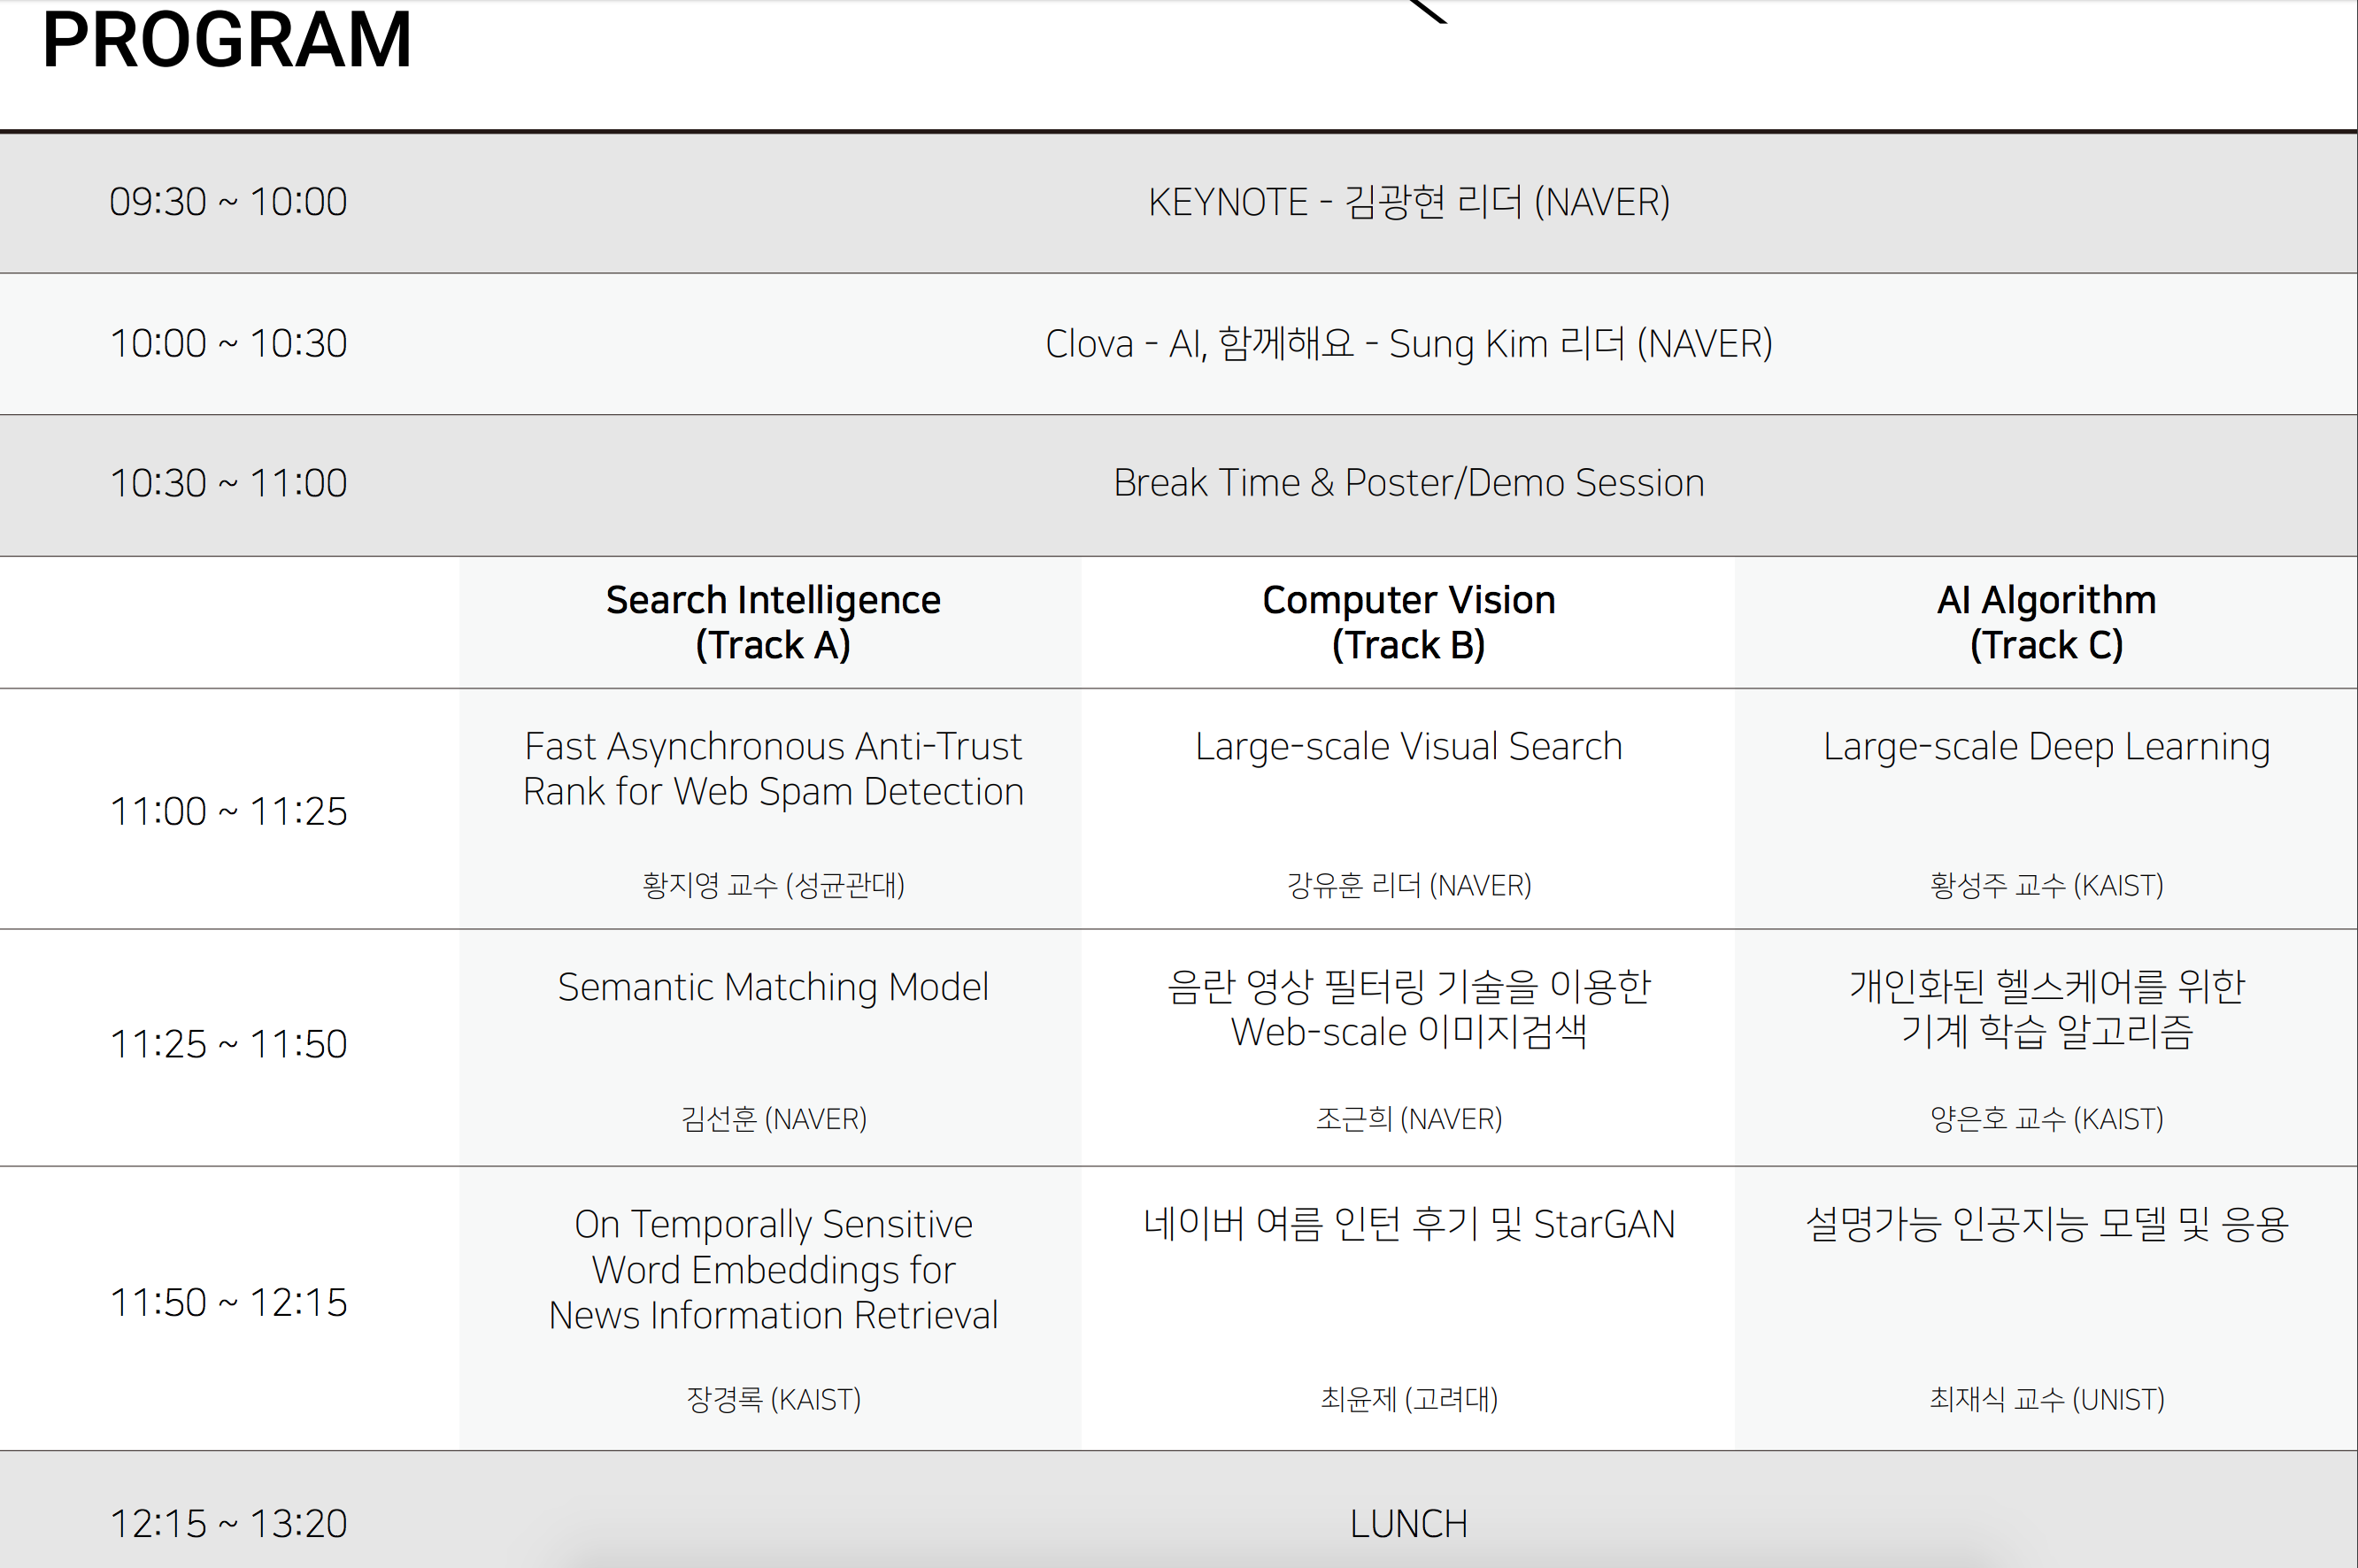 PROGRAM
09:30 ~ 10:00
KEYNOTE - 김광현 리더 (NAVER)
10:00 ~ 10:30
Clova - AI, 함께해요 - Sung Kim 리더 (NAVER)
10:30 ~ 11:00
Break Time & Poster/Demo Session
Search Intelligence
(Track A)
Computer Vision
(Track B)
AI Algorithm
(Track C)
11:00 ~ 11:25
Fast Asynchronous Anti-Trust
Rank for Web Spam Detection
황지영 교수 (성균관대)
Large-scale Visual Search
강유훈 리더 (NAVER)
Large-scale Deep Learning
황성주 교수 (KAIST)
11:25 ~ 11:50
Semantic Matching Model
김선훈 (NAVER)
음란 영상 필터링 기술을 이용한
Web-scale 이미지검색
조근희 (NAVER)
개인화된 헬스케어를 위한
기계 학습 알고리즘
양은호 교수 (KAIST)
11:50 ~ 12:15
On Temporally Sensitive
Word Embeddings for
News Information Retrieval
장경록 (KAIST)
네이버 여름 인턴 후기 및 StarGAN
최윤제 (고려대)
설명가능 인공지능 모델 및 응용
최재식 교수 (UNIST)
12:15 ~ 13:20
LUNCH